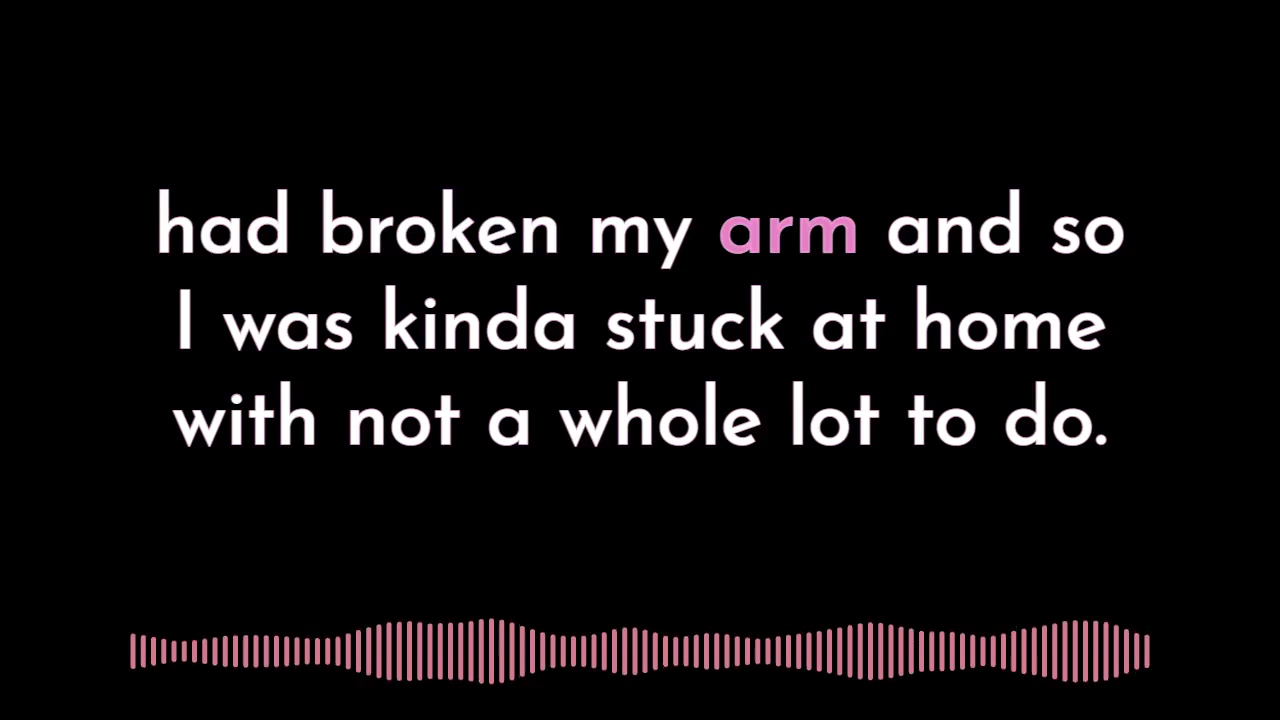 had broken my arm and so
I was kinda stuck at home
with not a whole lot to do.